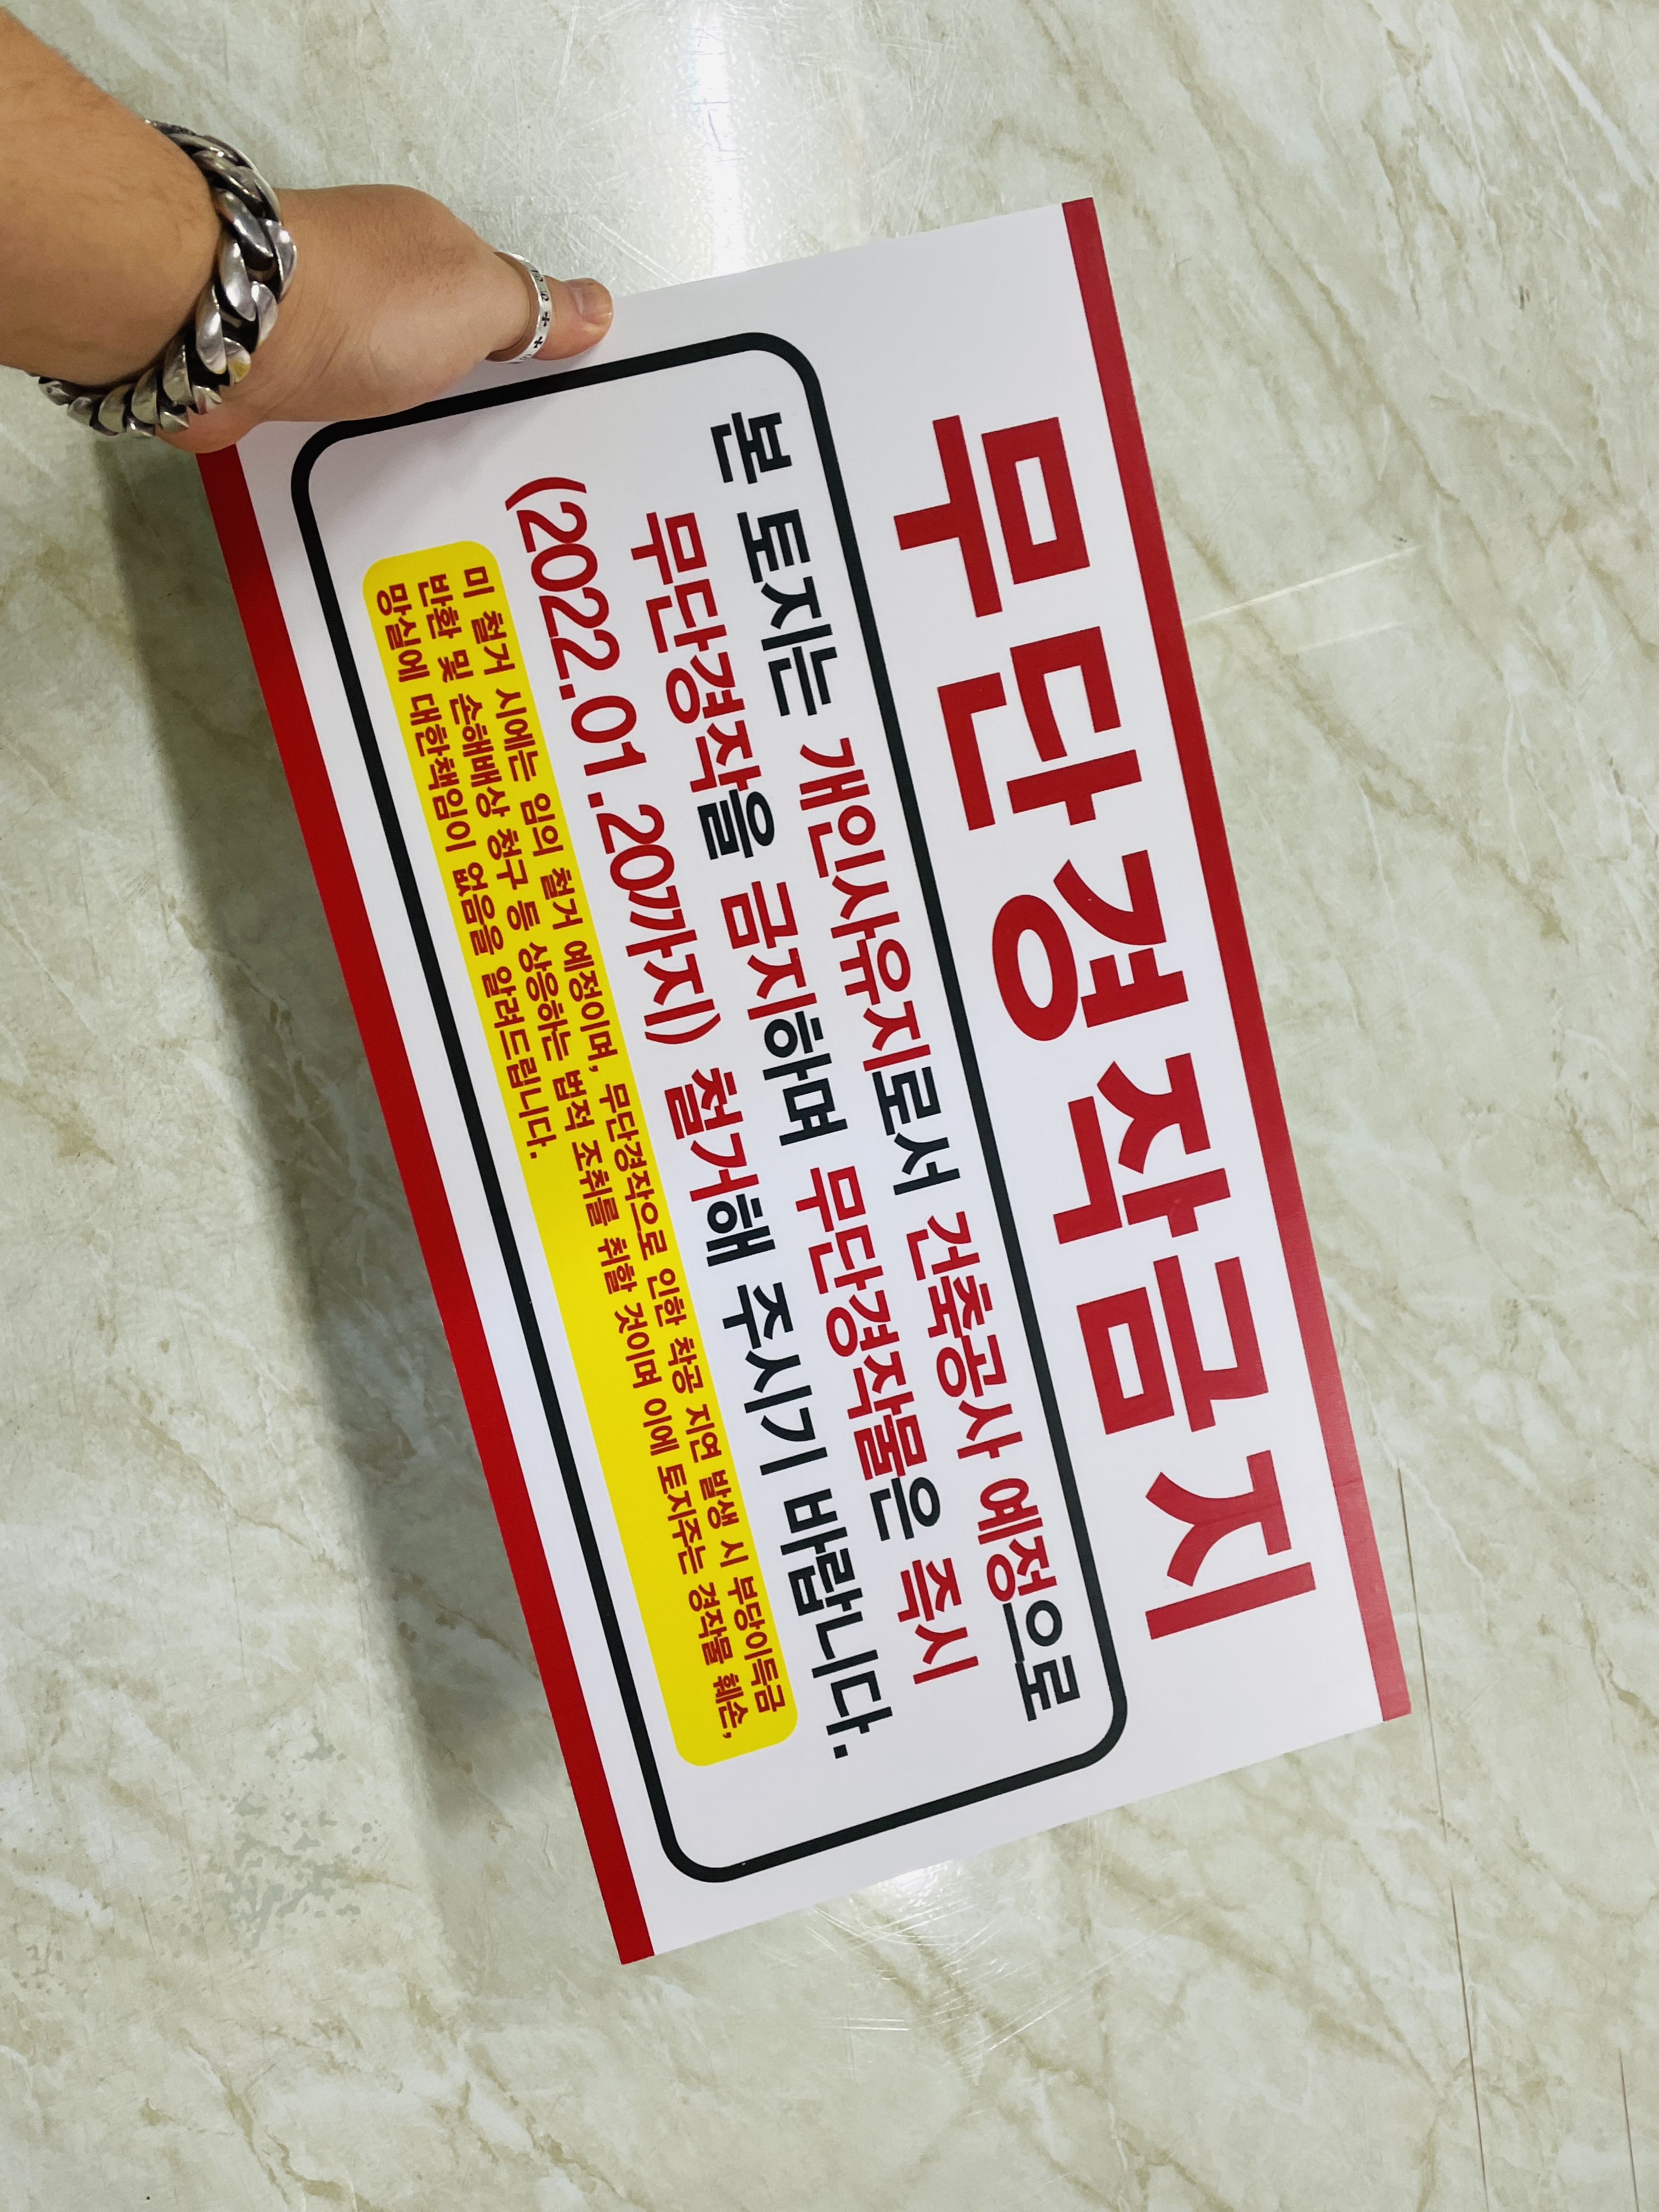 무단경작금지
본 토지는 개인사유지로서 건축공사 예정으로
무단경작을 금지하며 무단경작물은 즉시
(2022.01.20까지) 철거해 주시기 바랍니다.
미 철거 시에는 임의 철거 예정이며, 무단경작으로 인한 착공 지연 발생 시 부당이득금
반환 및 손해배상 청구 등 상응하는 법적 조취를 취할 것이며 이에 토지주는 경작물 훼손,
망실에 대한책임이 없음을 알려드립니다.